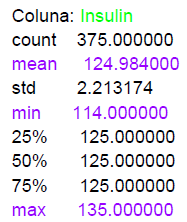 Coluna: Insulin
count 375.000000
mean 124.984000
std 2.213174
min 114.000000
25% 125.000000
50% 125.000000
75% 125.000000
max 135.000000